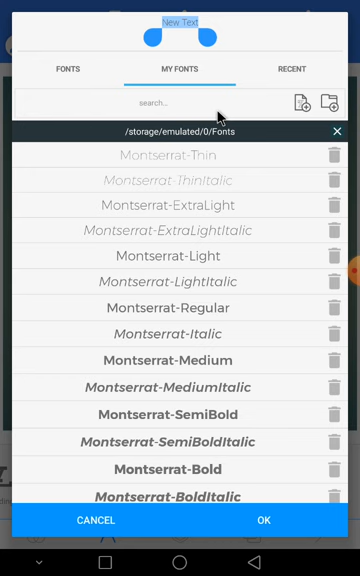 New Text
FONTS
MY FONTS
RECENT
search...
/storage/emulated/0/Fonts
Montserrat-Thin
Montserrat-ThinItalic
Montserrat-ExtraLight
Montserrat-ExtraLightItalic
Montserrat-Light
Montserrat-LightItalic
Montserrat-Regular
Montserrat-Italic
Montserrat-Medium
Montserrat-MediumItalic
Montserrat-SemiBold
Montserrat-SemiBoldItalic
Montserrat-Bold
Montserrat-BoldItalic
CANCEL
OK